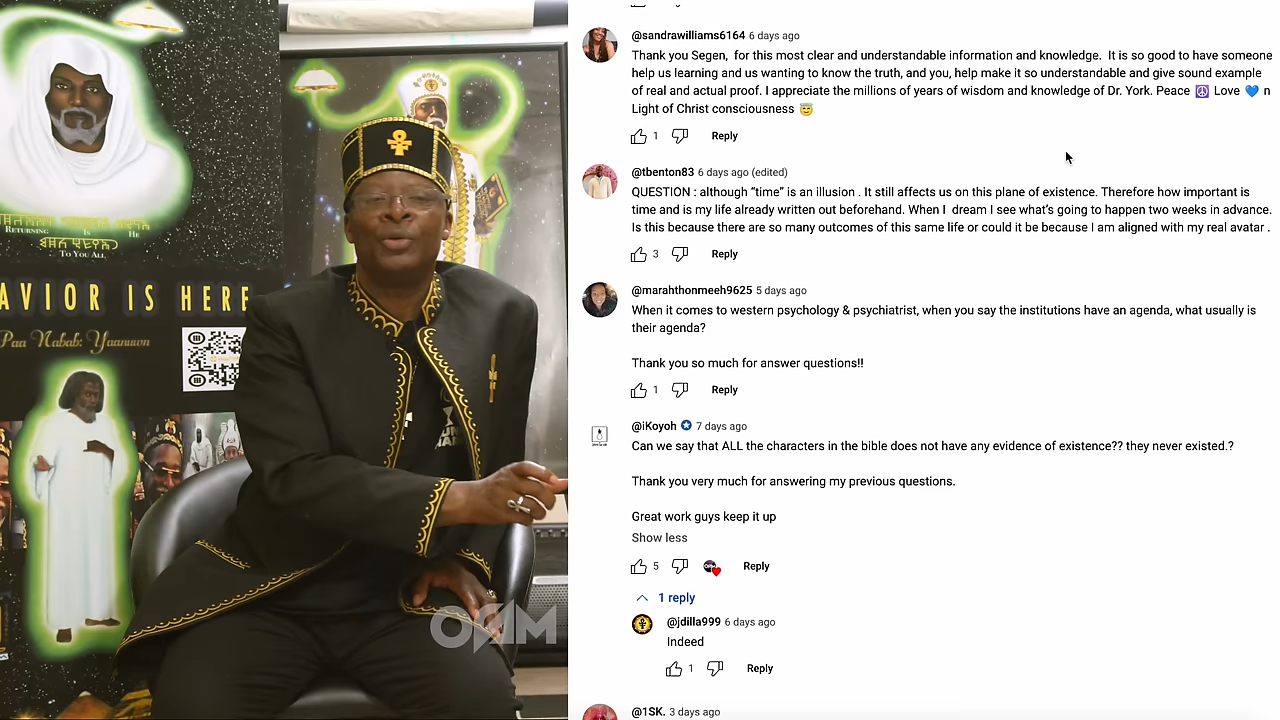 RETURNING IS HE
TO YOU ALL
AVIOR IS HERE
Paa Nabab: Yaanuwn
OAM
@sandrawilliams6164 6 days ago
Thank you Segen, for this most clear and understandable information and knowledge. It is so good to have someone
help us learning and us wanting to know the truth, and you, help make it so understandable and give sound example
of real and actual proof. I appreciate the millions of years of wisdom and knowledge of Dr. York. Peace ☮️ Love 💙 n
Light of Christ consciousness 😇
1 Reply
@tbenton83 6 days ago (edited)
QUESTION : although “time” is an illusion . It still affects us on this plane of existence. Therefore how important is
time and is my life already written out beforehand. When I dream I see what’s going to happen two weeks in advance.
Is this because there are so many outcomes of this same life or could it be because I am aligned with my real avatar .
3 Reply
@marahthonmeeh9625 5 days ago
When it comes to western psychology & psychiatrist, when you say the institutions have an agenda, what usually is
their agenda?
Thank you so much for answer questions!!
1 Reply
@iKoyoh 7 days ago
Can we say that ALL the characters in the bible does not have any evidence of existence?? they never existed.?
Thank you very much for answering my previous questions.
Great work guys keep it up
Show less
5 Reply
1 reply
@jdilla999 6 days ago
Indeed
1 Reply
@1SK. 3 days ago